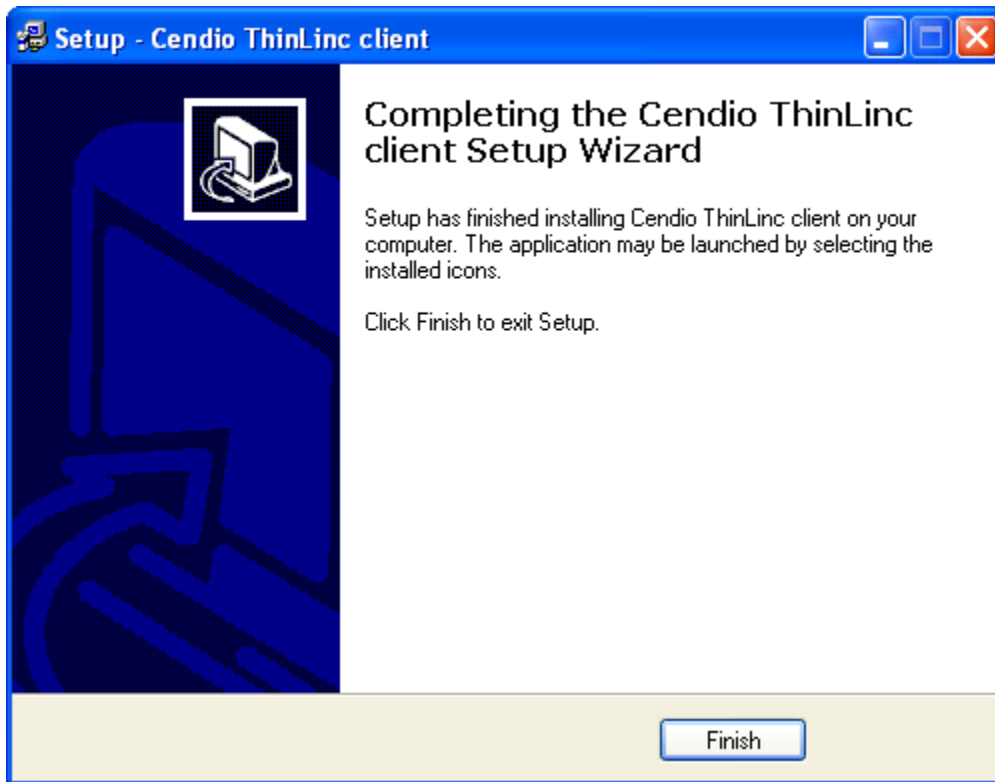 Setup - Cendio ThinLinc client
Completing the Cendio ThinLinc
client Setup Wizard
Setup has finished installing Cendio ThinLinc client on your
computer. The application may be launched by selecting the
installed icons.
Click Finish to exit Setup.
Finish